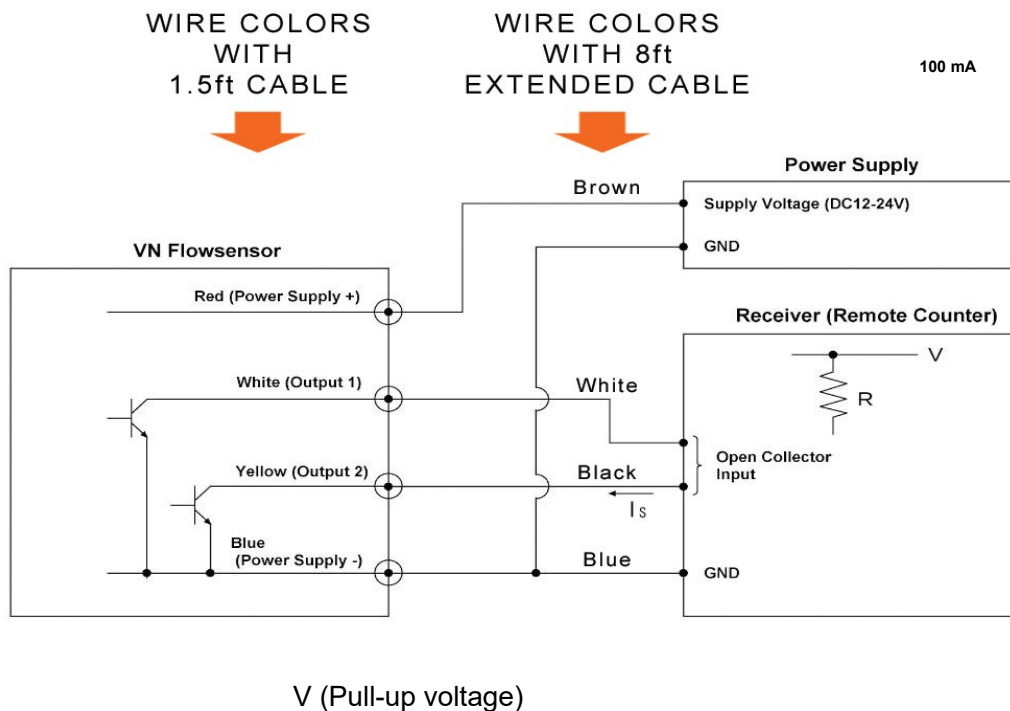 WIRE COLORS
WITH
1.5ft CABLE
WIRE COLORS
WITH 8ft
EXTENDED CABLE
100 mA
Power Supply
Brown
Supply Voltage (DC12-24V)
GND
VN Flowsensor
Red (Power Supply +)
Receiver (Remote Counter)
V
R
White (Output 1)
White
Open Collector
Input
Yellow (Output 2)
Black
Is
Blue
(Power Supply -)
Blue
GND
V (Pull-up voltage)